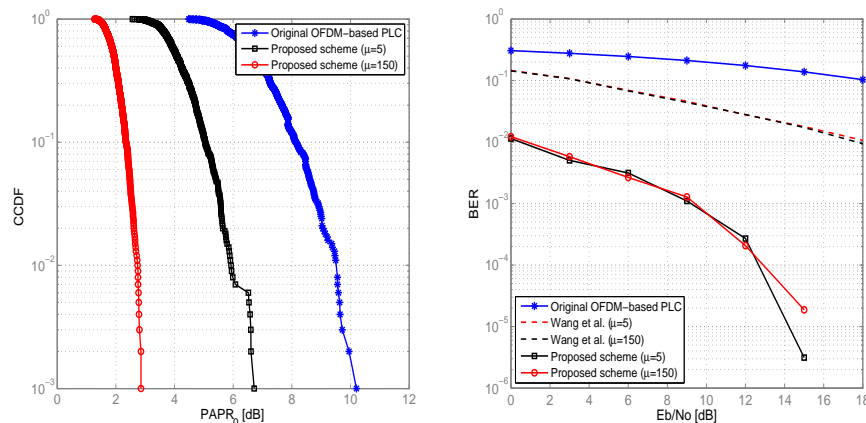 10^0
10^-1
10^-2
10^-3
CCDF
0 2 4 6 8 10 12
PAPR_0 [dB]
Original OFDM-based PLC
Proposed scheme (μ=5)
Proposed scheme (μ=150)
10^0
10^-1
10^-2
10^-3
10^-4
10^-5
10^-6
BER
0 2 4 6 8 10 12 14 16 18
Eb/No [dB]
Original OFDM-based PLC
Wang et al. (μ=5)
Wang et al. (μ=150)
Proposed scheme (μ=5)
Proposed scheme (μ=150)